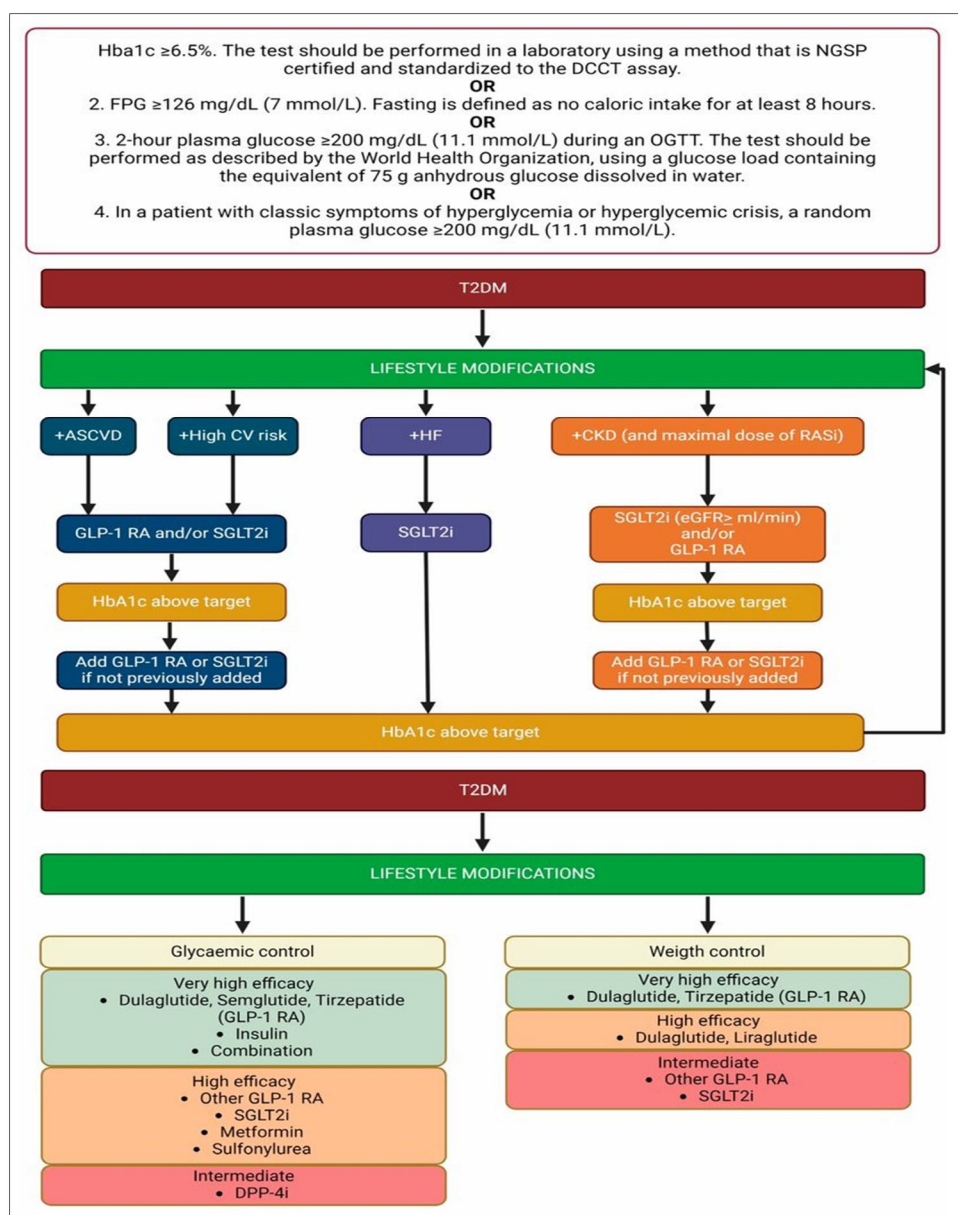 Hba1c ≥6.5%. The test should be performed in a laboratory using a method that is NGSP
certified and standardized to the DCCT assay.
OR
2. FPG ≥126 mg/dL (7 mmol/L). Fasting is defined as no caloric intake for at least 8 hours.
OR
3. 2-hour plasma glucose ≥200 mg/dL (11.1 mmol/L) during an OGTT. The test should be
performed as described by the World Health Organization, using a glucose load containing
the equivalent of 75 g anhydrous glucose dissolved in water.
OR
4. In a patient with classic symptoms of hyperglycemia or hyperglycemic crisis, a random
plasma glucose ≥200 mg/dL (11.1 mmol/L).
T2DM
LIFESTYLE MODIFICATIONS
+ASCVD
+High CV risk
+HF
+CKD (and maximal dose of RASi)
GLP-1 RA and/or SGLT2i
SGLT2i
SGLT2i (eGFR≥ ml/min)
and/or
GLP-1 RA
HbA1c above target
HbA1c above target
Add GLP-1 RA or SGLT2i
if not previously added
Add GLP-1 RA or SGLT2i
if not previously added
HbA1c above target
T2DM
LIFESTYLE MODIFICATIONS
Glycaemic control
Very high efficacy
• Dulaglutide, Semglutide, Tirzepatide
(GLP-1 RA)
• Insulin
• Combination
High efficacy
• Other GLP-1 RA
• SGLT2i
• Metformin
• Sulfonylurea
Intermediate
• DPP-4i
Weigth control
Very high efficacy
• Dulaglutide, Tirzepatide (GLP-1 RA)
High efficacy
• Dulaglutide, Liraglutide
Intermediate
• Other GLP-1 RA
• SGLT2i